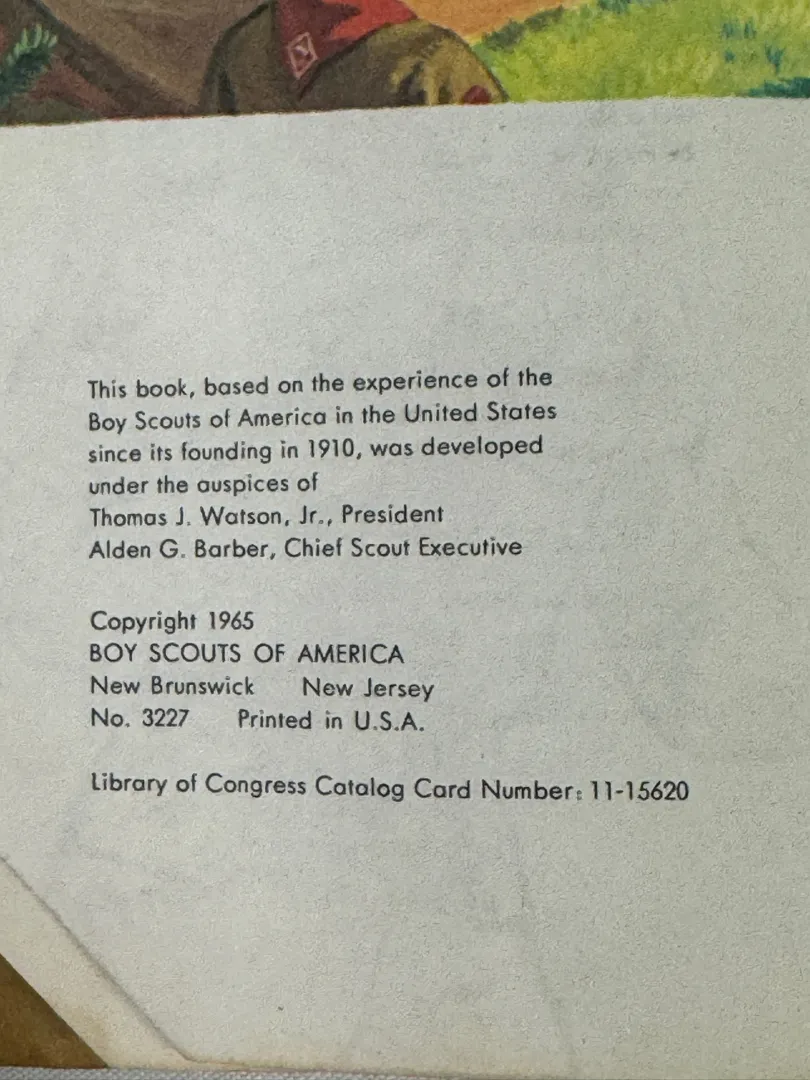 This book, based on the experience of the
Boy Scouts of America in the United States
since its founding in 1910, was developed
under the auspices of
Thomas J. Watson, Jr., President
Alden G. Barber, Chief Scout Executive
Copyright 1965
BOY SCOUTS OF AMERICA
New Brunswick New Jersey
No. 3227 Printed in U.S.A.
Library of Congress Catalog Card Number: 11-15620